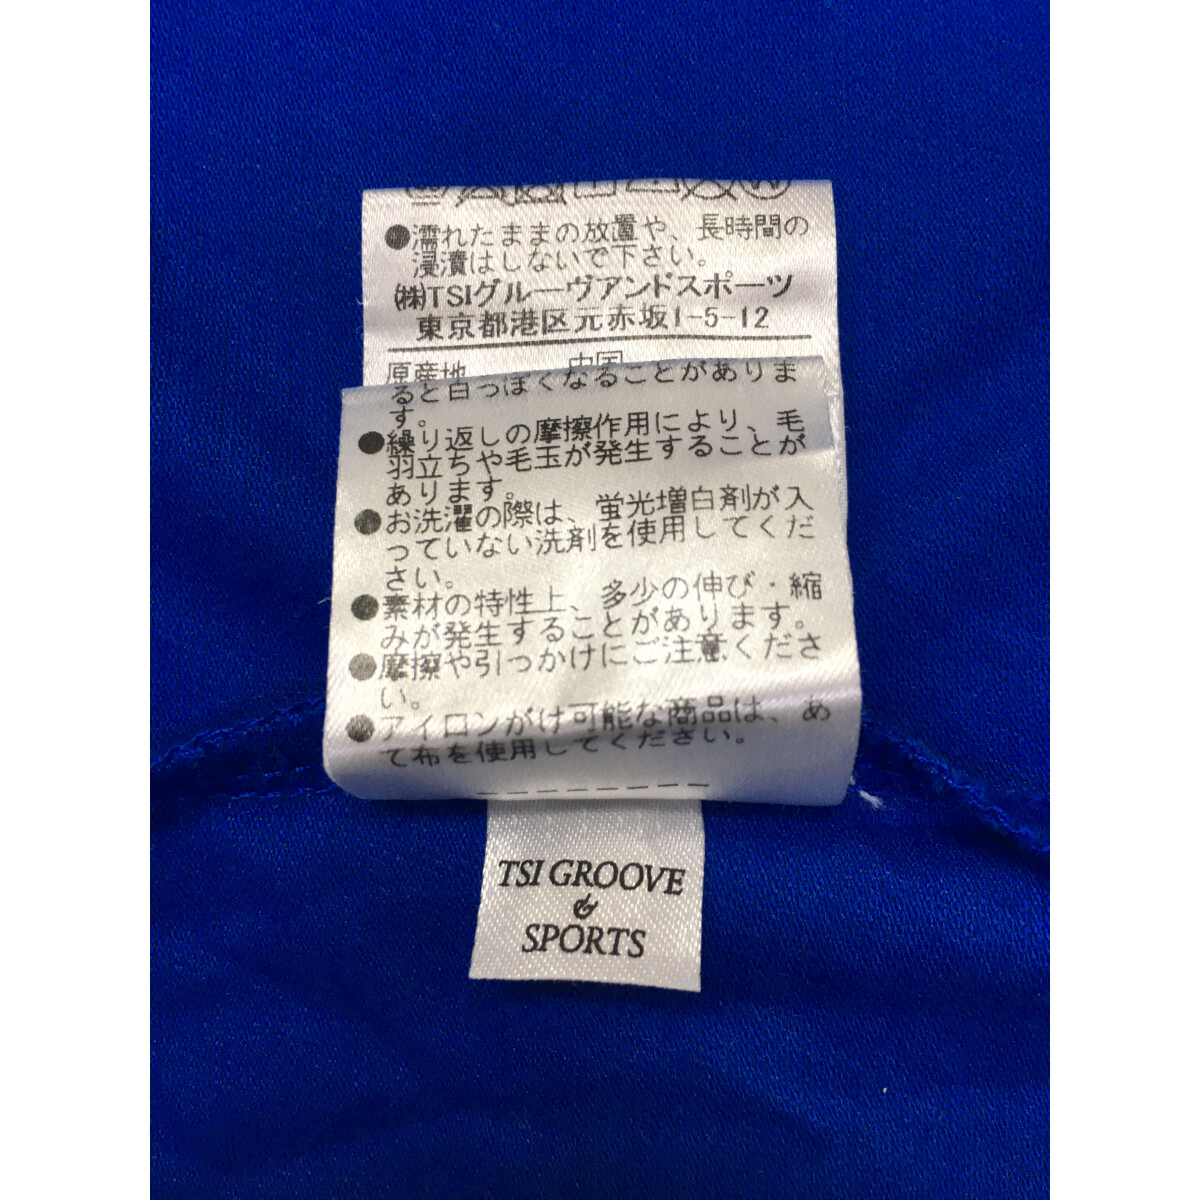 ●濡れたままの放置や、長時間の
浸漬はしないで下さい。
㈱TSIグルーヴアンドスポーツ
東京都港区元赤坂1-5-12
原産地 中国
ると白っぽくなることがありま
す。
●繰り返しの摩擦作用により、毛
羽立ちや毛玉が発生することが
あります。
●お洗濯の際は、蛍光増白剤が入
っていない洗剤を使用してくだ
さい。
●素材の特性上、多少の伸び・縮
みが発生することがあります。
●摩擦や引っかけにご注意くださ
い。
●アイロンがけ可能な商品は、あ
て布を使用してください。
TSI GROOVE
&
SPORTS